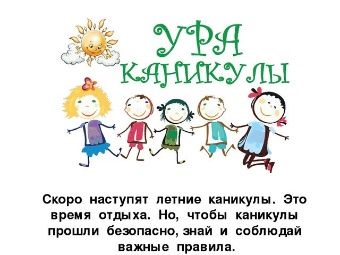 УРА
КАНИКУЛЫ
Скоро наступят летние каникулы. Это
время отдыха. Но, чтобы каникулы
прошли безопасно, знай и соблюдай
важные правила.